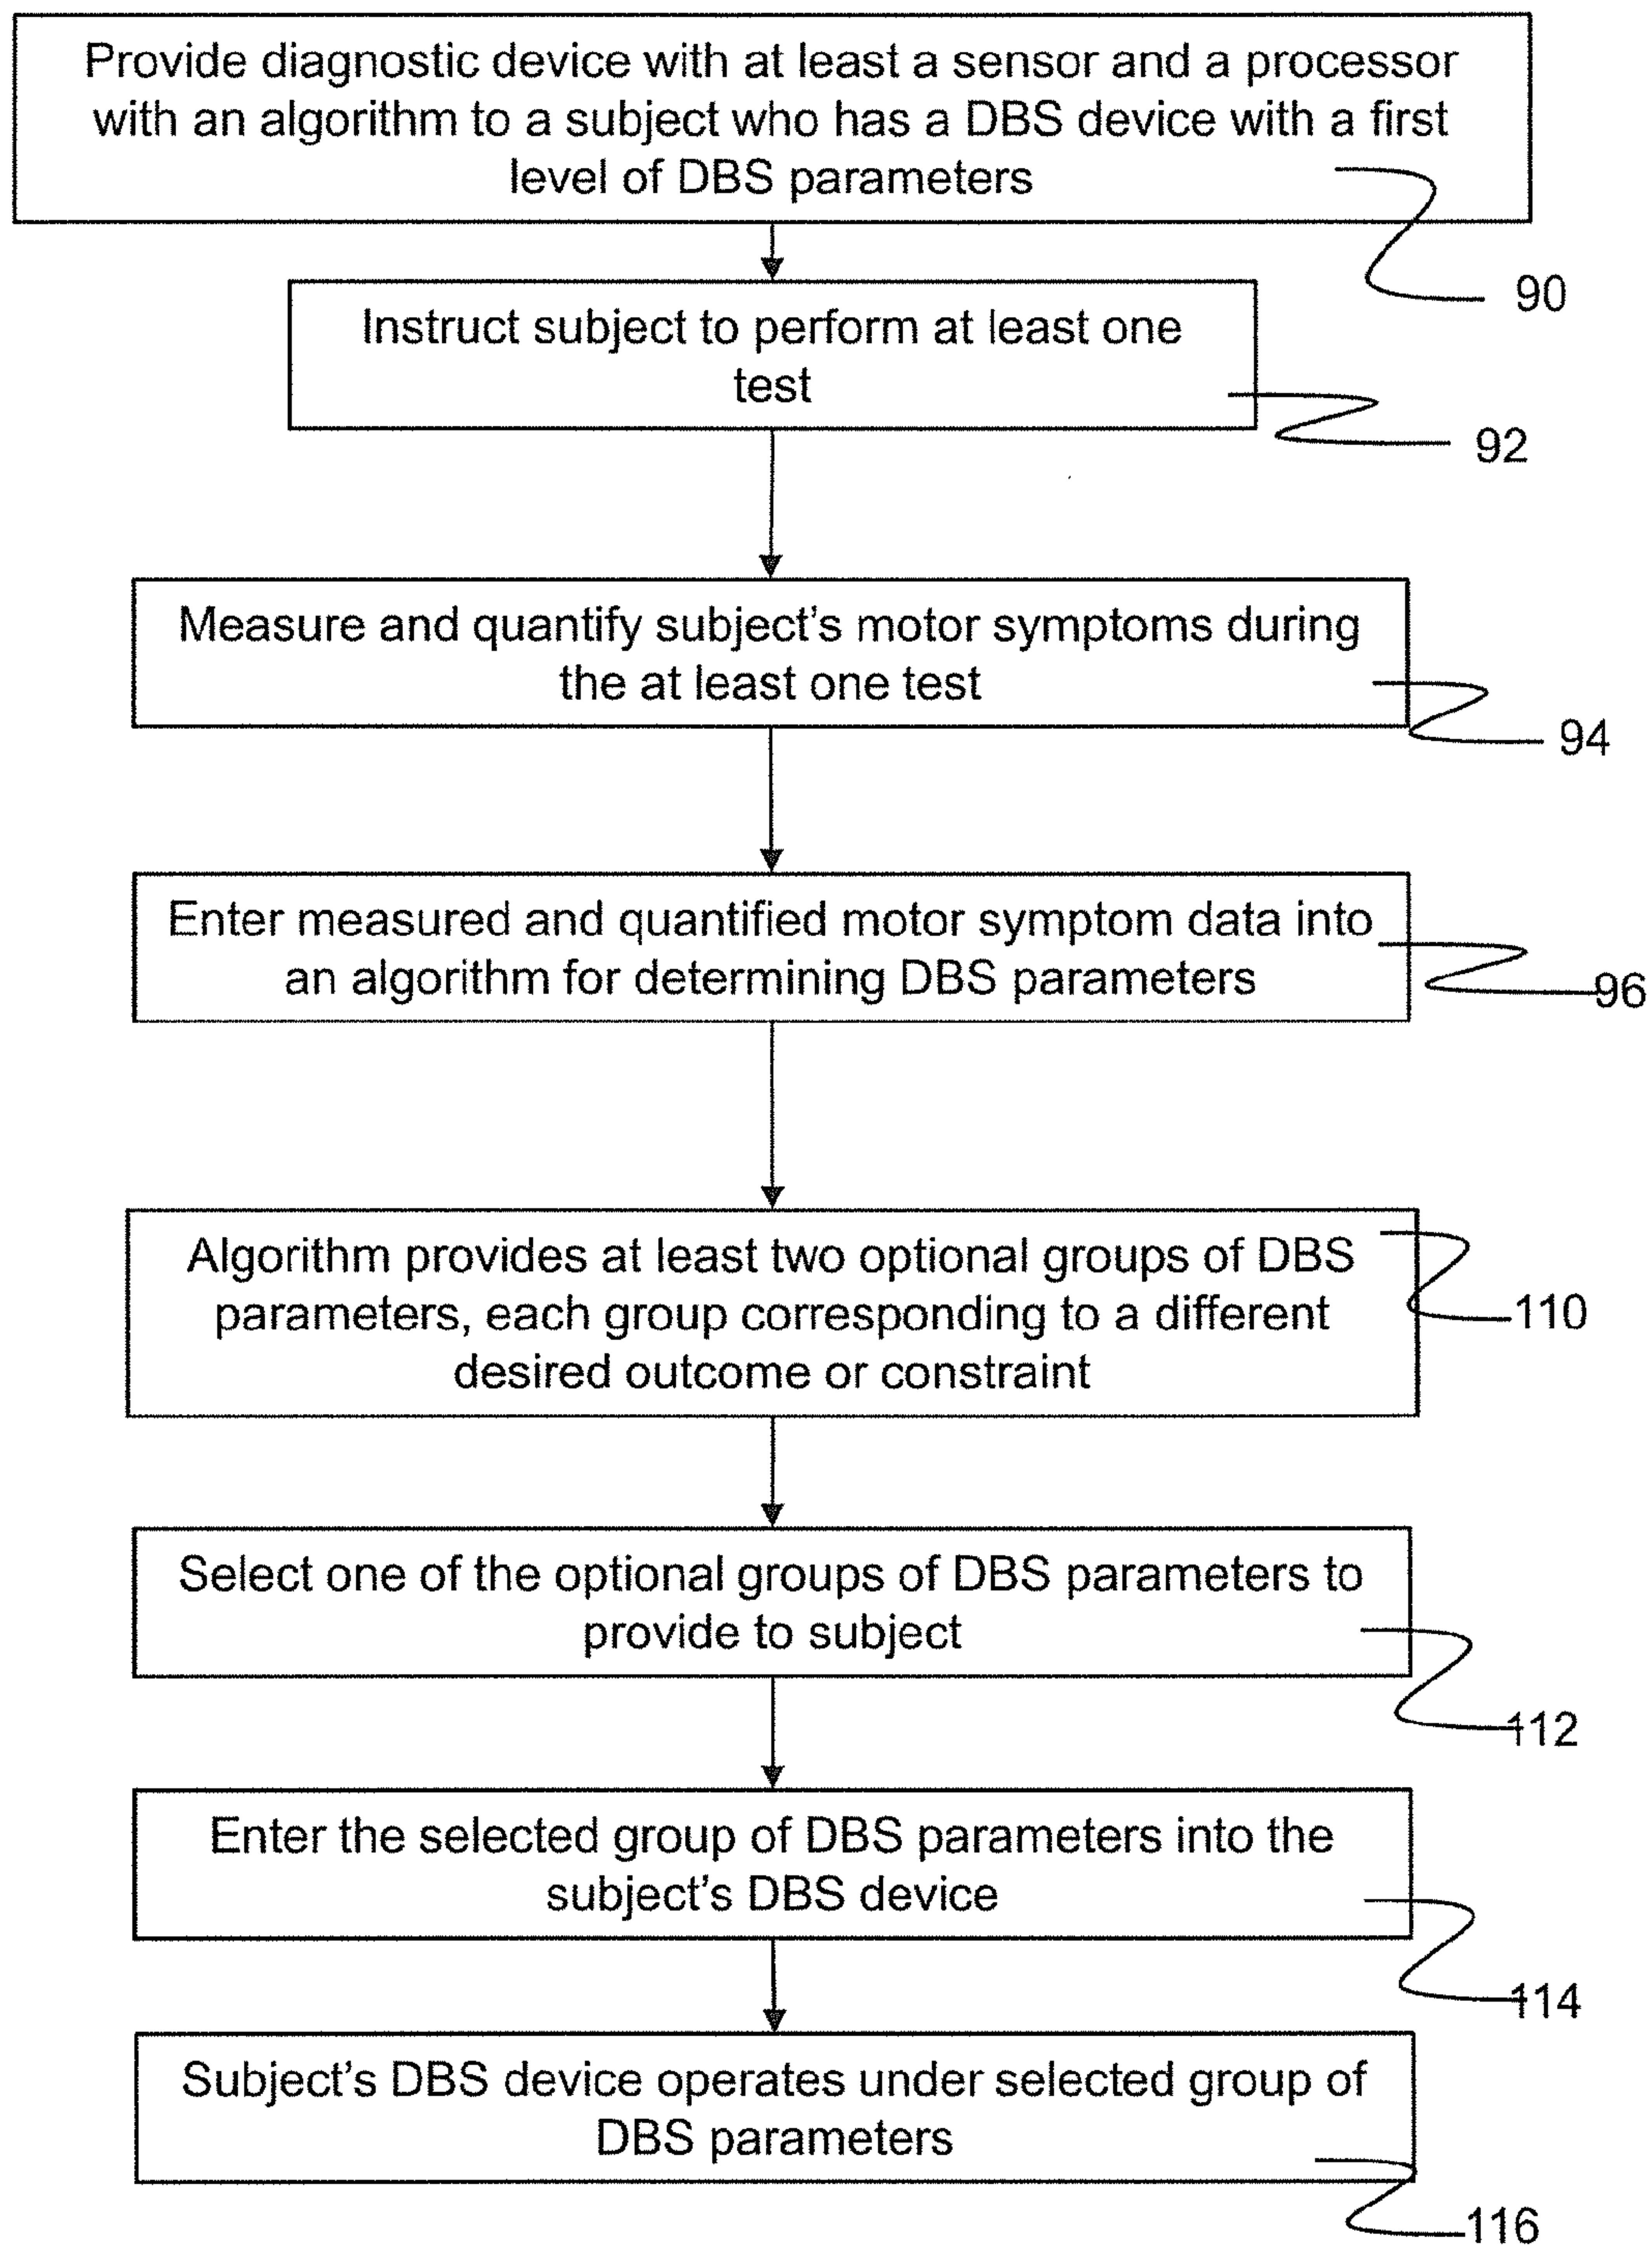 Provide diagnostic device with at least a sensor and a processor
with an algorithm to a subject who has a DBS device with a first
level of DBS parameters
90
Instruct subject to perform at least one
test
92
Measure and quantify subject's motor symptoms during
the at least one test
94
Enter measured and quantified motor symptom data into
an algorithm for determining DBS parameters
96
Algorithm provides at least two optional groups of DBS
parameters, each group corresponding to a different
desired outcome or constraint
110
Select one of the optional groups of DBS parameters to
provide to subject
112
Enter the selected group of DBS parameters into the
subject's DBS device
114
Subject's DBS device operates under selected group of
DBS parameters
116